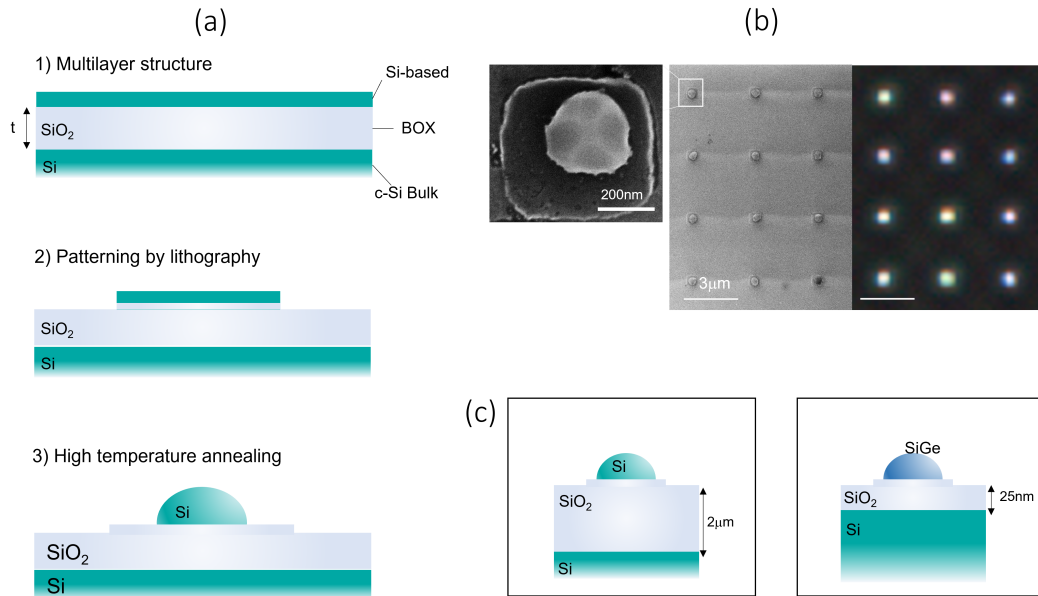 (a)
1) Multilayer structure
Si-based
t
SiO₂
BOX
Si
c-Si Bulk
2) Patterning by lithography
SiO₂
Si
3) High temperature annealing
Si
SiO₂
Si
(b)
200nm
3μm
(c)
Si
SiO₂
2μm
Si
SiGe
SiO₂
25nm
Si